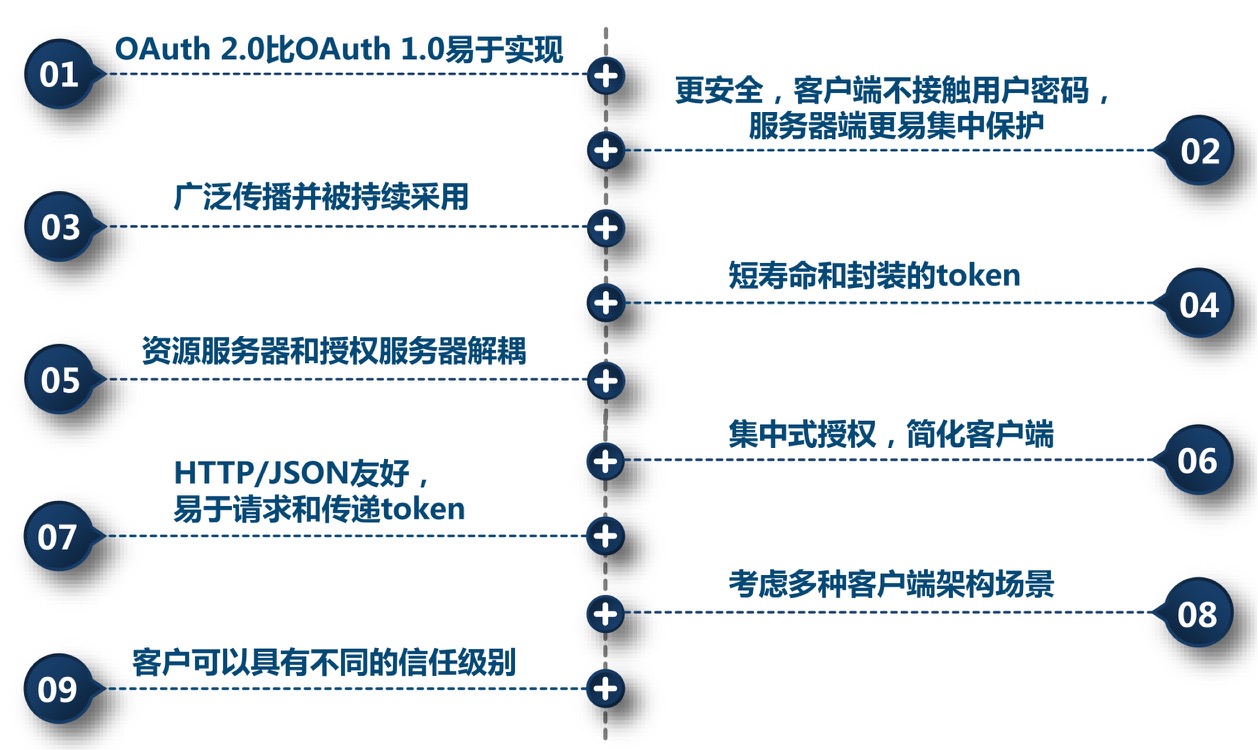 01
OAuth 2.0比OAuth 1.0易于实现
更安全，客户端不接触用户密码，
服务器端更易集中保护
02
03
广泛传播并被持续采用
短寿命和封装的token
04
05
资源服务器和授权服务器解耦
集中式授权，简化客户端
06
07
HTTP/JSON友好，
易于请求和传递token
考虑多种客户端架构场景
08
09
客户可以具有不同的信任级别